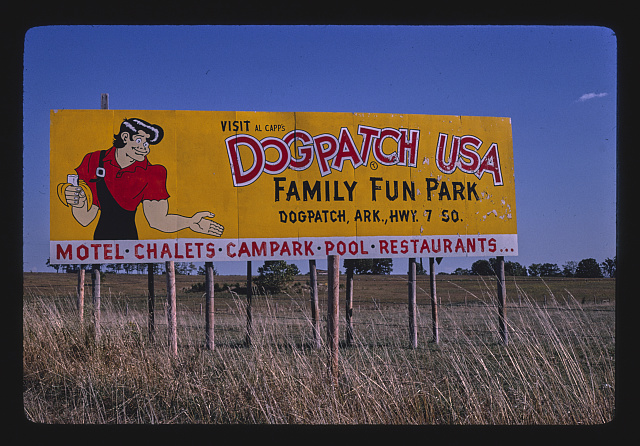 VISIT AL CAPP'S
DOGPATCH USA®
FAMILY FUN PARK
DOGPATCH, ARK., HWY. 7 SO.
MOTEL · CHALETS · CAMPARK · POOL · RESTAURANTS...